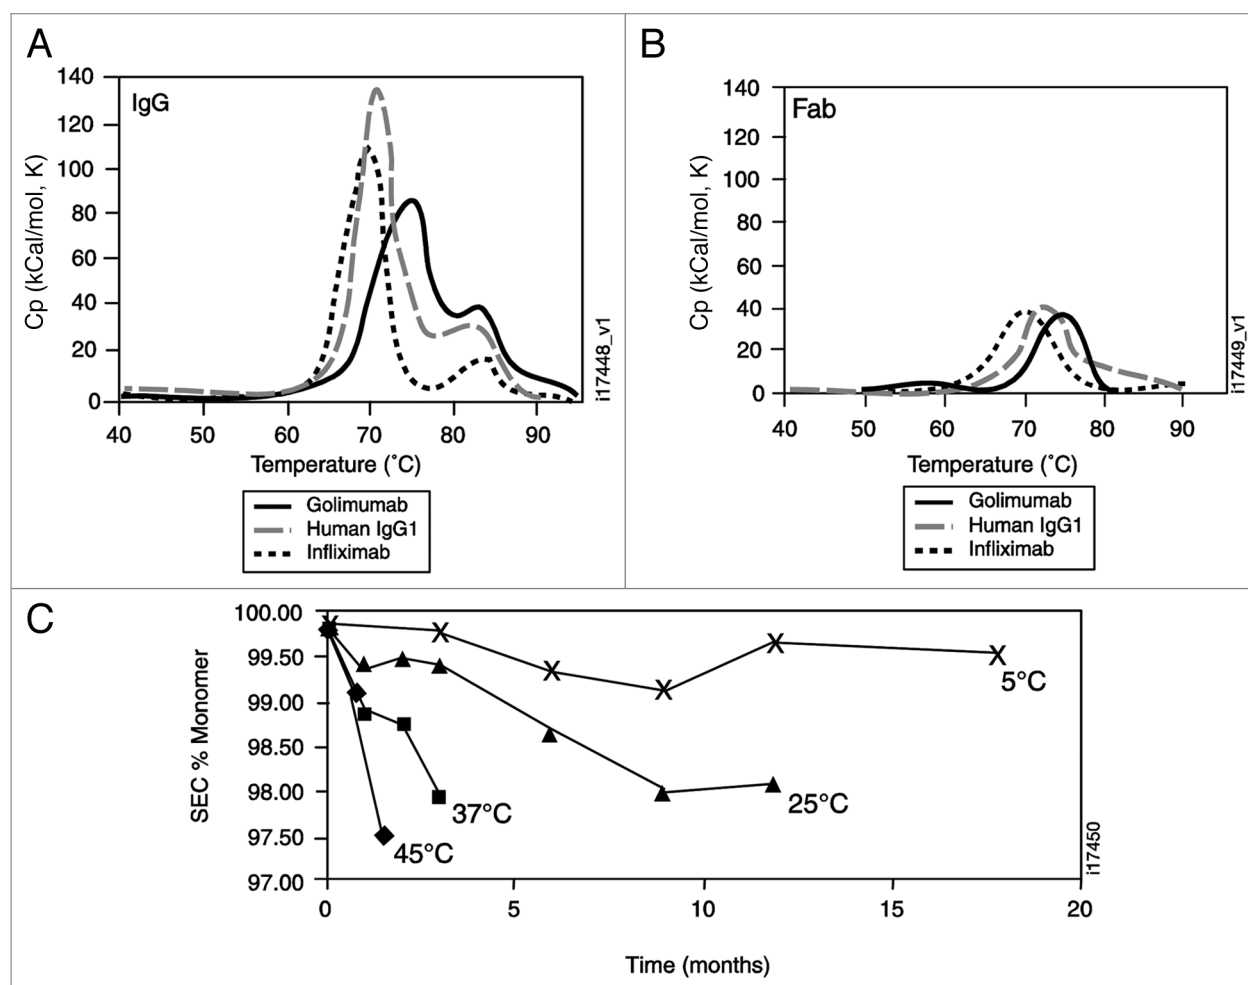 A
IgG
Cp (kCal/mol, K)
140
120
100
80
60
40
20
0
40 50 60 70 80 90
Temperature (˚C)
i17448_v1
Golimumab
Human IgG1
Infliximab
B
Fab
Cp (kCal/mol, K)
140
120
100
80
60
40
20
0
40 50 60 70 80 90
Temperature (˚C)
i17449_v1
Golimumab
Human IgG1
Infliximab
C
SEC % Monomer
100.00
99.50
99.00
98.50
98.00
97.50
97.00
5°C
25°C
37°C
45°C
i17450
0 5 10 15 20
Time (months)